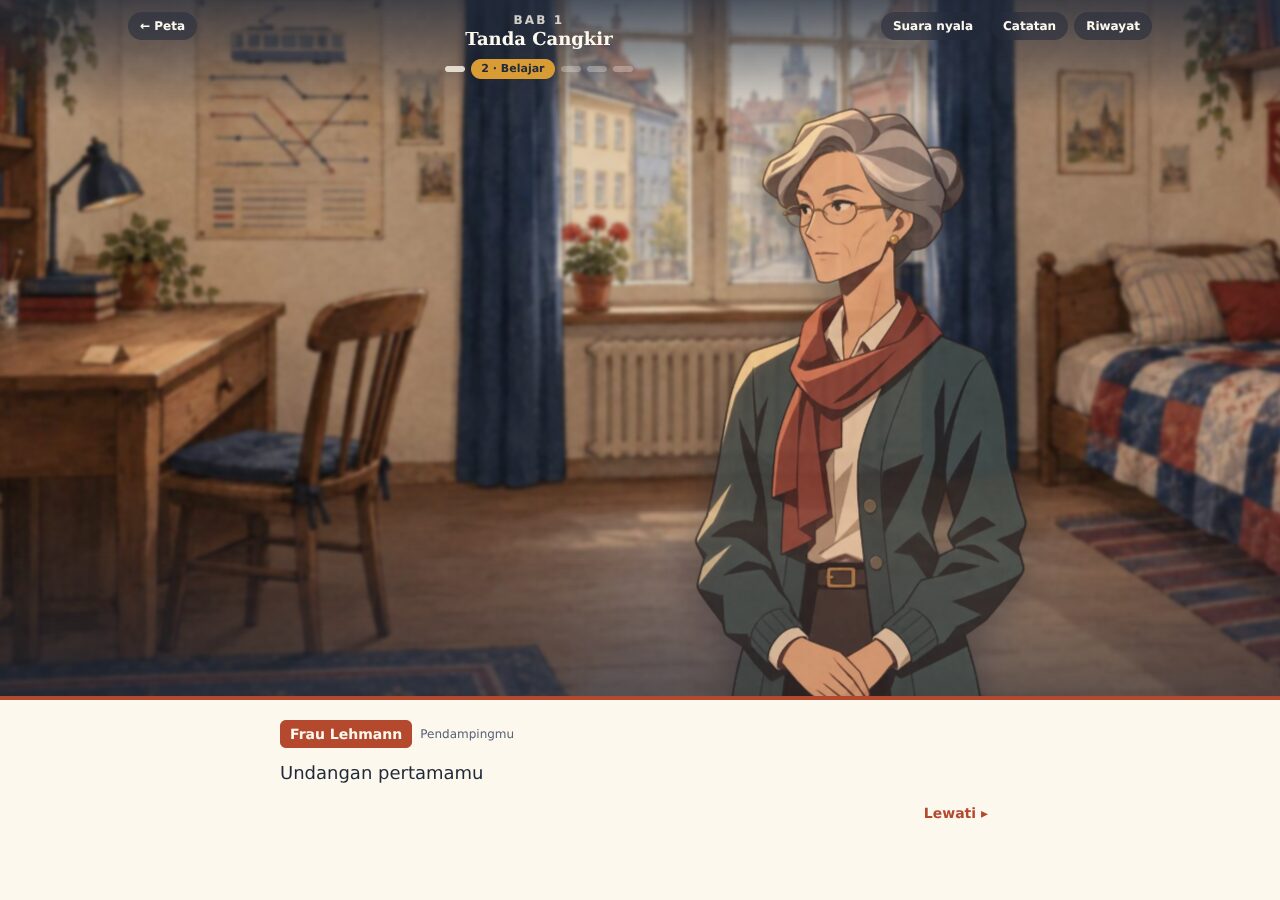 ← Peta
BAB 1
Tanda Cangkir
2 · Belajar
Suara nyala
Catatan
Riwayat
Frau Lehmann
Pendampingmu
Undangan pertamamu
Lewati ▸